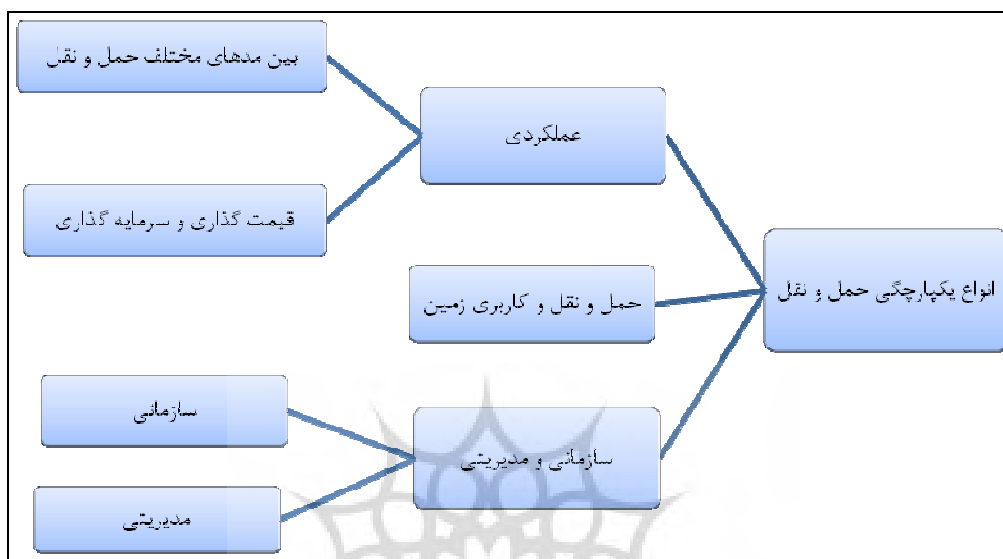 انواع یکپارچگی حمل و نقل
عملکردی
بین مدهای مختلف حمل و نقل
قیمت گذاری و سرمایه گذاری
حمل و نقل و کاربری زمین
سازمانی و مدیریتی
سازمانی
مدیریتی